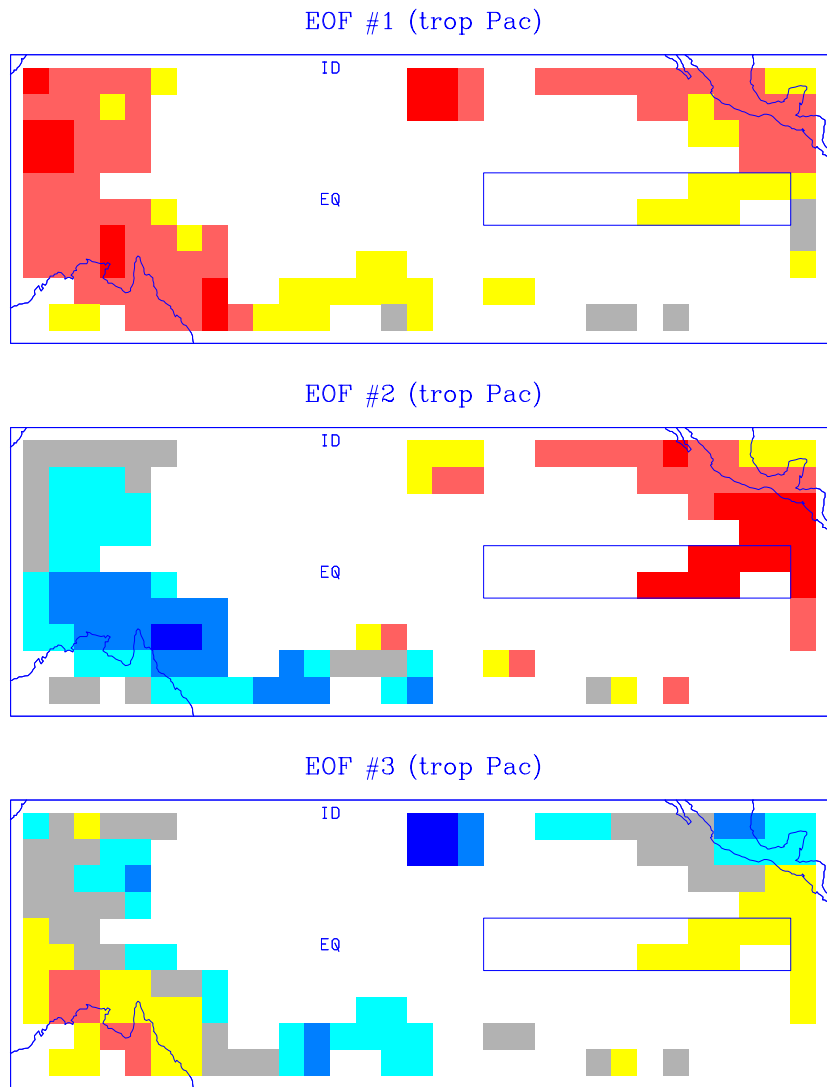 EOF #1 (trop Pac)
ID
EQ
EOF #2 (trop Pac)
ID
EQ
EOF #3 (trop Pac)
ID
EQ